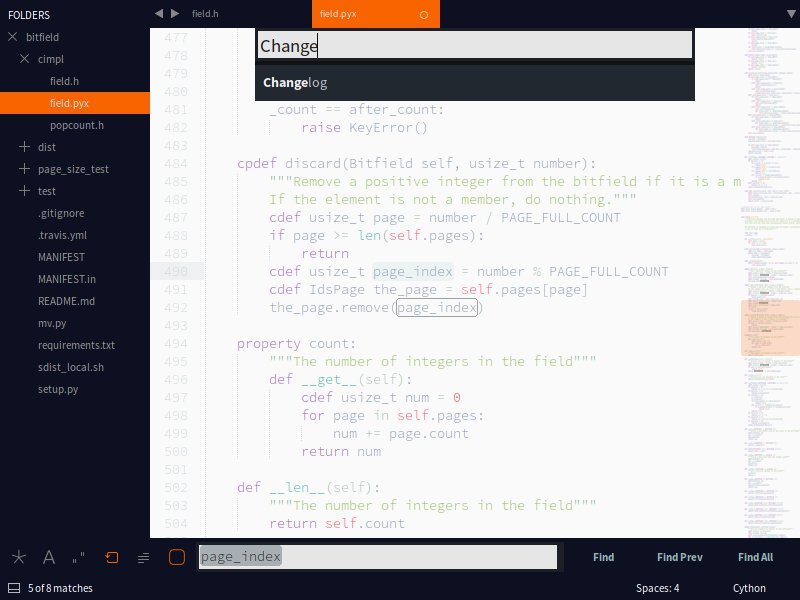 FOLDERS
bitfield
cimpl
field.h
field.pyx
popcount.h
dist
page_size_test
test
.gitignore
.travis.yml
MANIFEST
MANIFEST.in
README.md
mv.py
requirements.txt
sdist_local.sh
setup.py
field.h
field.pyx
Change
Changelog
477
478
479
480
481 _count == after_count:
482 raise KeyError()
483
484 cpdef discard(Bitfield self, usize_t number):
485 """Remove a positive integer from the bitfield if it is a m
486 If the element is not a member, do nothing."""
487 cdef usize_t page = number / PAGE_FULL_COUNT
488 if page >= len(self.pages):
489 return
490 cdef usize_t page_index = number % PAGE_FULL_COUNT
491 cdef IdsPage the_page = self.pages[page]
492 the_page.remove(page_index)
493
494 property count:
495 """The number of integers in the field"""
496 def __get__(self):
497 cdef usize_t num = 0
498 for page in self.pages:
499 num += page.count
500 return num
501
502 def __len__(self):
503 """The number of integers in the field"""
504 return self.count
page_index
Find
Find Prev
Find All
5 of 8 matches
Spaces: 4
Cython